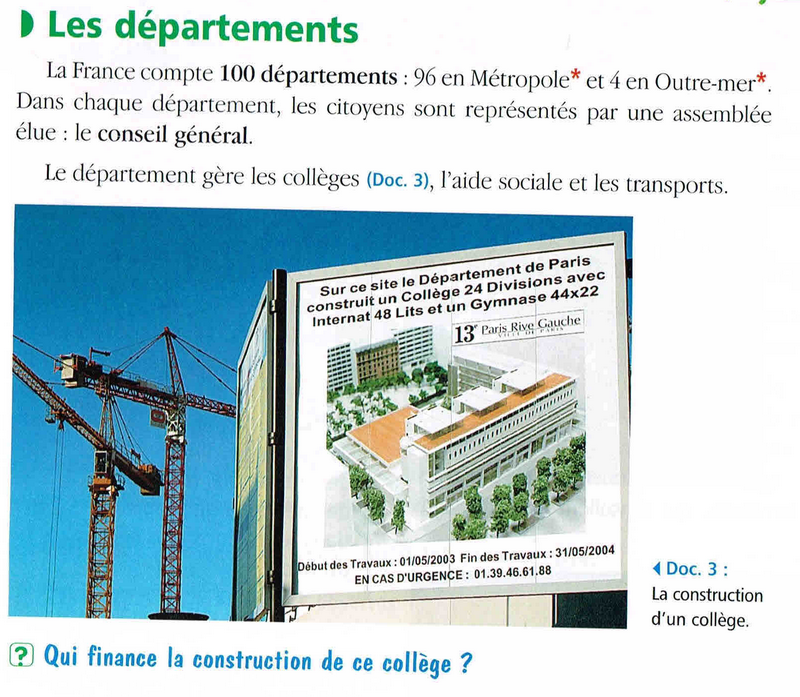 Les départements
La France compte 100 départements : 96 en Métropole* et 4 en Outre-mer*.
Dans chaque département, les citoyens sont représentés par une assemblée
élue : le conseil général.
Le département gère les collèges (Doc. 3), l'aide sociale et les transports.
Sur ce site le Département de Paris
construit un Collège 24 Divisions avec
Internat 48 Lits et un Gymnase 44x22
13e Paris Rive Gauche
VILLE DE PARIS
Début des Travaux : 01/05/2003 Fin des Travaux : 31/05/2004
EN CAS D'URGENCE : 01.39.46.61.88
Doc. 3 :
La construction
d'un collège.
? Qui finance la construction de ce collège ?